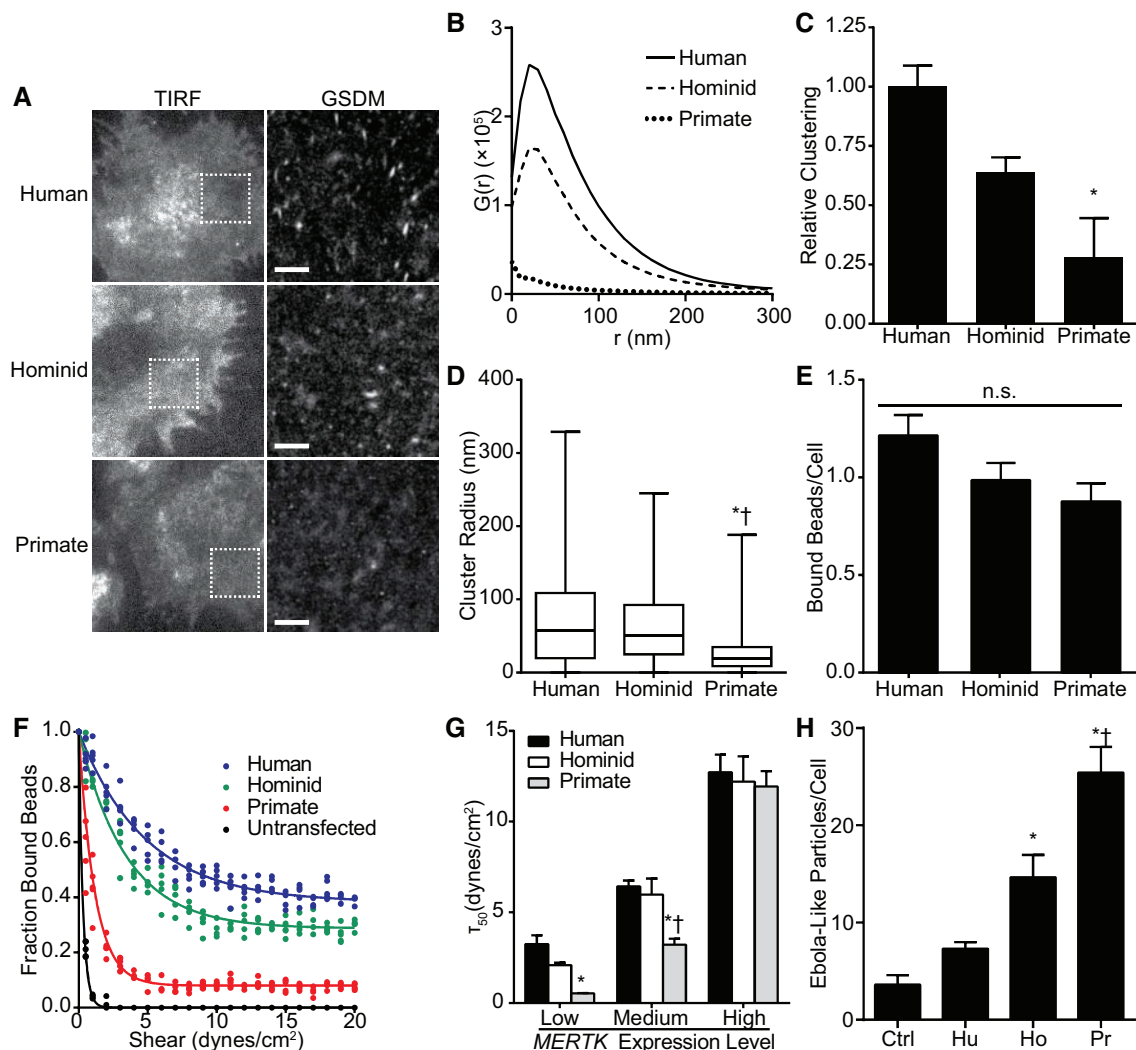 A
TIRF
GSDM
Human
Hominid
Primate
B
G(r) (×10⁵)
3
2
1
0
Human
Hominid
Primate
0
100
200
300
r (nm)
C
Relative Clustering
1.25
1.00
0.75
0.50
0.25
0.00
*
Human
Hominid
Primate
D
Cluster Radius (nm)
400
300
200
100
0
*†
Human
Hominid
Primate
E
Bound Beads/Cell
1.5
1.0
0.5
0.0
n.s.
Human
Hominid
Primate
F
Fraction Bound Beads
1.0
0.8
0.6
0.4
0.2
0.0
Human
Hominid
Primate
Untransfected
0
5
10
15
20
Shear (dynes/cm²)
G
τ₅₀(dynes/cm²)
15
10
5
0
Human
Hominid
Primate
*
*†
Low
Medium
High
MERTK Expression Level
H
Ebola-Like Particles/Cell
30
20
10
0
*
*†
Ctrl
Hu
Ho
Pr